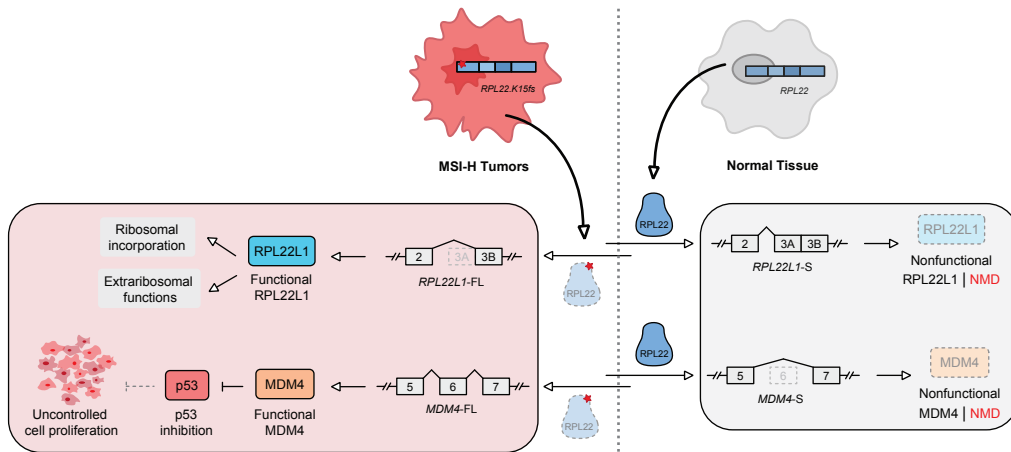 RPL22.K15fs
RPL22
MSI-H Tumors
Normal Tissue
RPL22
Ribosomal
incorporation
Extraribosomal
functions
RPL22L1
Functional
RPL22L1
2
3A
3B
RPL22L1-FL
RPL22
2
3A
3B
RPL22L1-S
RPL22L1
Nonfunctional
RPL22L1 | NMD
RPL22
Uncontrolled
cell proliferation
p53
p53
inhibition
MDM4
Functional
MDM4
5
6
7
MDM4-FL
RPL22
5
6
7
MDM4-S
MDM4
Nonfunctional
MDM4 | NMD